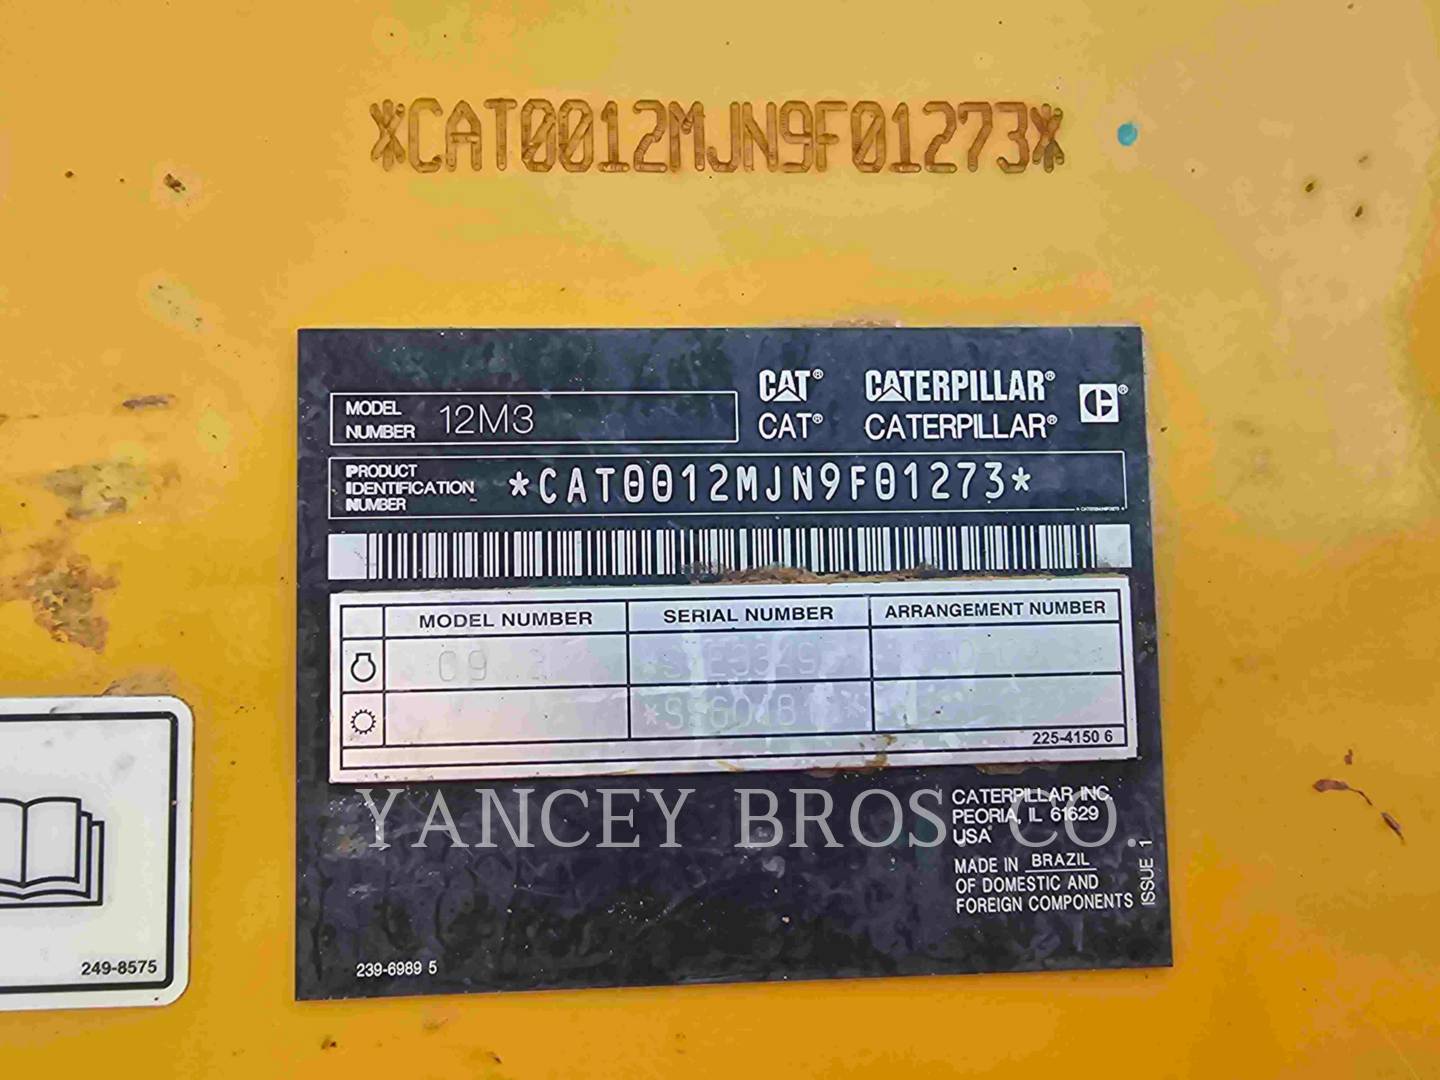 *CAT0012MJN9F01273*
CAT® CATERPILLAR®
MODEL NUMBER 12M3
CAT® CATERPILLAR®
PRODUCT IDENTIFICATION NUMBER *CAT0012MJN9F01273*
MODEL NUMBER SERIAL NUMBER ARRANGEMENT NUMBER
225-4150 6
YANCEY BROS. CO.
CATERPILLAR INC.
PEORIA, IL 61629
USA
MADE IN BRAZIL
OF DOMESTIC AND
FOREIGN COMPONENTS
ISSUE 1
239-6989 5
249-8575